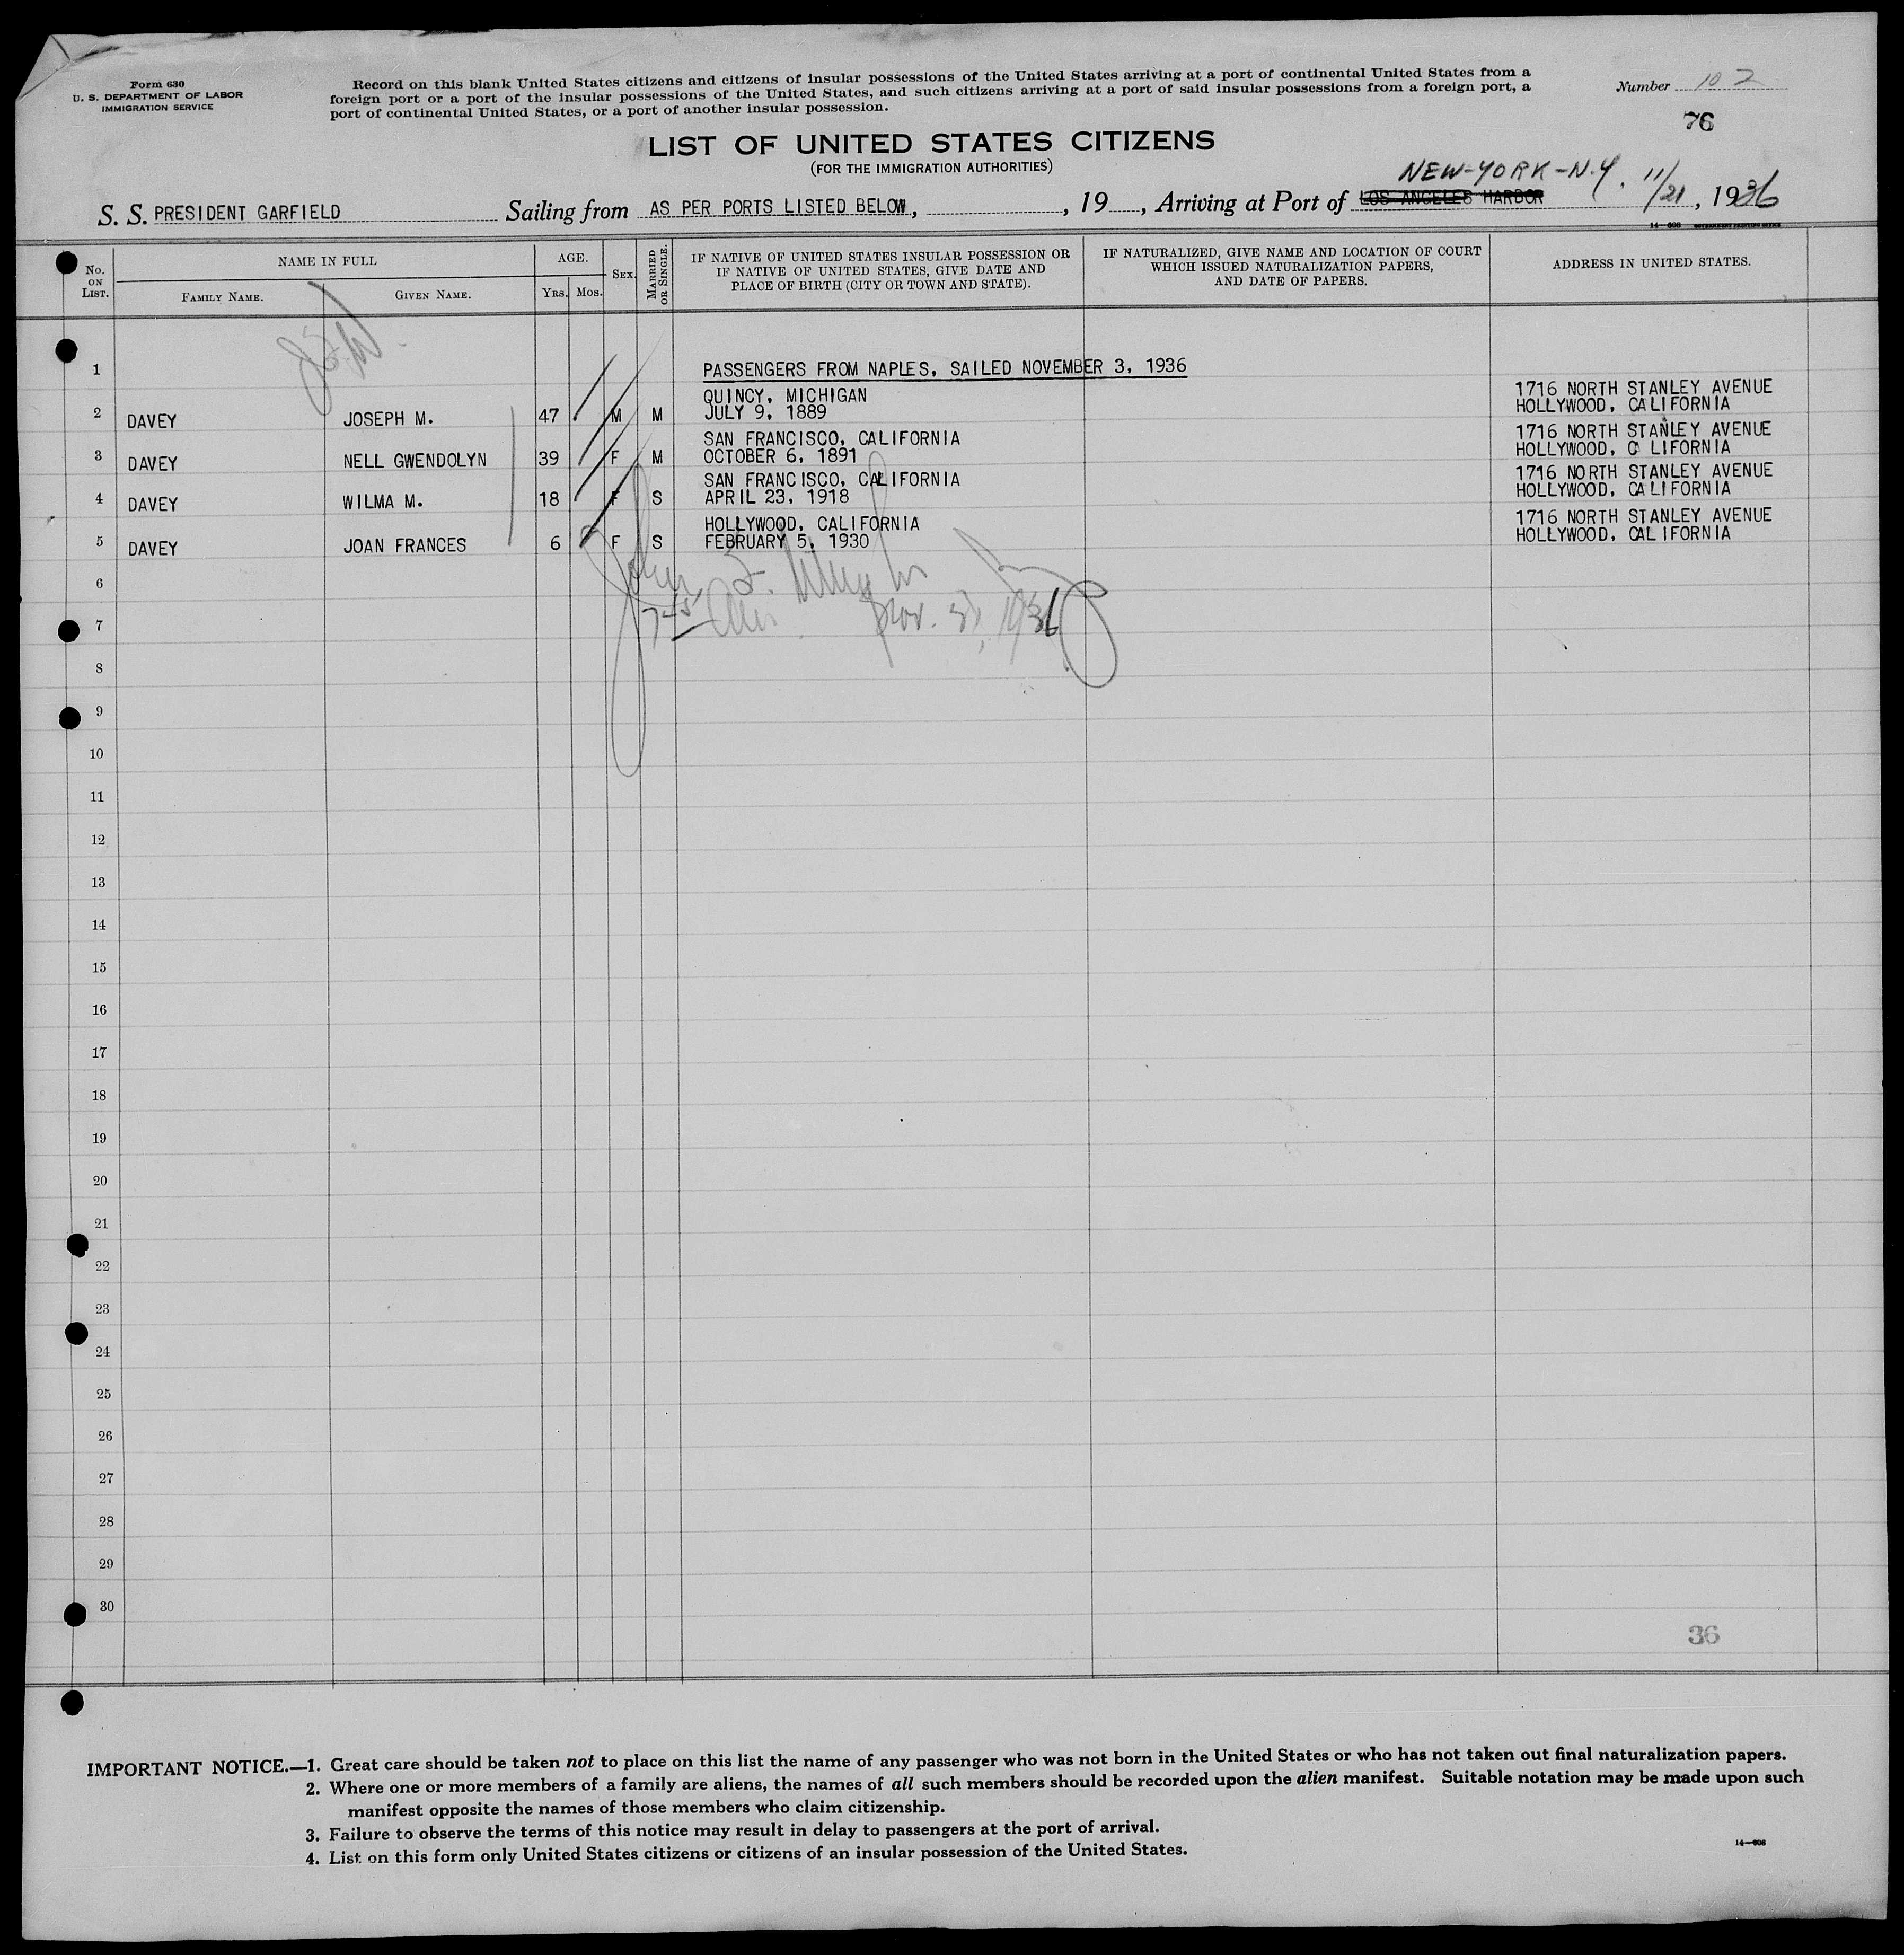 Form 630
U. S. DEPARTMENT OF LABOR
IMMIGRATION SERVICE
Record on this blank United States citizens and citizens of insular possessions of the United States arriving at a port of continental United States from a
foreign port or a port of the insular possessions of the United States, and such citizens arriving at a port of said insular possessions from a foreign port, a
port of continental United States, or a port of another insular possession.
Number 102
76
LIST OF UNITED STATES CITIZENS
(FOR THE IMMIGRATION AUTHORITIES)
NEW-YORK-N.Y.
S. S. PRESIDENT GARFIELD Sailing from AS PER PORTS LISTED BELOW, , 19 , Arriving at Port of LOS ANGELES HARBOR 11/21, 1936
14—608 GOVERNMENT PRINTING OFFICE
No. ON LIST.
NAME IN FULL
FAMILY NAME. GIVEN NAME.
AGE.
YRS. MOS.
SEX.
MARRIED OR SINGLE.
IF NATIVE OF UNITED STATES INSULAR POSSESSION OR
IF NATIVE OF UNITED STATES, GIVE DATE AND
PLACE OF BIRTH (CITY OR TOWN AND STATE).
IF NATURALIZED, GIVE NAME AND LOCATION OF COURT
WHICH ISSUED NATURALIZATION PAPERS,
AND DATE OF PAPERS.
ADDRESS IN UNITED STATES.
1 PASSENGERS FROM NAPLES, SAILED NOVEMBER 3, 1936
QUINCY, MICHIGAN 1716 NORTH STANLEY AVENUE
2 DAVEY JOSEPH M. 47 M M JULY 9, 1889 HOLLYWOOD, CALIFORNIA
SAN FRANCISCO, CALIFORNIA 1716 NORTH STANLEY AVENUE
3 DAVEY NELL GWENDOLYN 39 F M OCTOBER 6, 1891 HOLLYWOOD, C LIFORNIA
SAN FRANCISCO, CALIFORNIA 1716 NORTH STANLEY AVENUE
4 DAVEY WILMA M. 18 F S APRIL 23, 1918 HOLLYWOOD, CALIFORNIA
HOLLYWOOD, CALIFORNIA 1716 NORTH STANLEY AVENUE
5 DAVEY JOAN FRANCES 6 F S FEBRUARY 5, 1930 HOLLYWOOD, CALIFORNIA
6
7
8
9
10
11
12
13
14
15
16
17
18
19
20
21
22
23
24
25
26
27
28
29
30
36
IMPORTANT NOTICE.—1. Great care should be taken not to place on this list the name of any passenger who was not born in the United States or who has not taken out final naturalization papers.
2. Where one or more members of a family are aliens, the names of all such members should be recorded upon the alien manifest. Suitable notation may be made upon such
manifest opposite the names of those members who claim citizenship.
3. Failure to observe the terms of this notice may result in delay to passengers at the port of arrival.
4. List on this form only United States citizens or citizens of an insular possession of the United States.
14—608